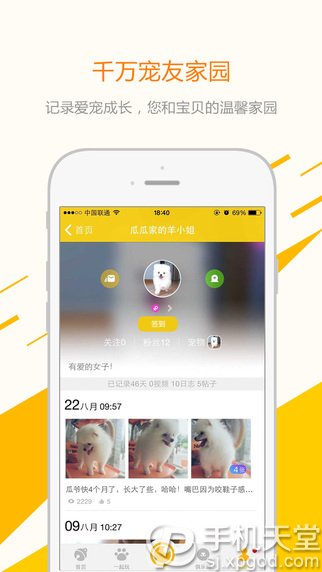 千万宠友家园
记录爱宠成长，您和宝贝的温馨家园
中国联通 18:40 69%
首页 瓜瓜家的羊小姐
签到
关注0 粉丝12 宠物
有爱的女子！
已记录46天 0视频 10日志 5帖子
22八月 09:57
4张
瓜爷快4个月了，长大了些，哈哈！嘴巴因为咬鞋子感…
2229 5
09八月 10:28
首页 一起玩
手机天堂
sj.xpgod.com